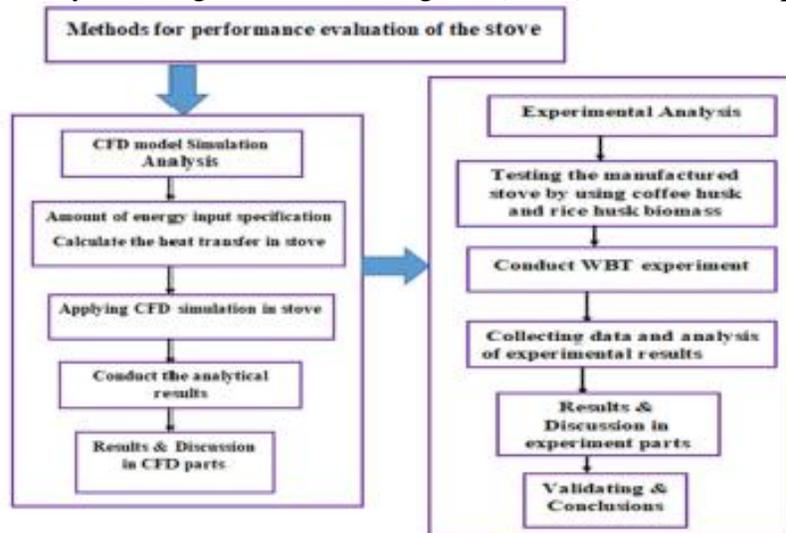 Methods for performance evaluation of the stove
CFD model Simulation
Analysis
Amount of energy input specification
Calculate the heat transfer in stove
Applying CFD simulation in stove
Conduct the analytical
results
Results & Discussion
in CFD parts
Experimental Analysis
Testing the manufactured
stove by using coffee husk
and rice husk biomass
Conduct WBT experiment
Collecting data and analysis
of experimental results
Results &
Discussion in
experiment parts
Validating &
Conclusions